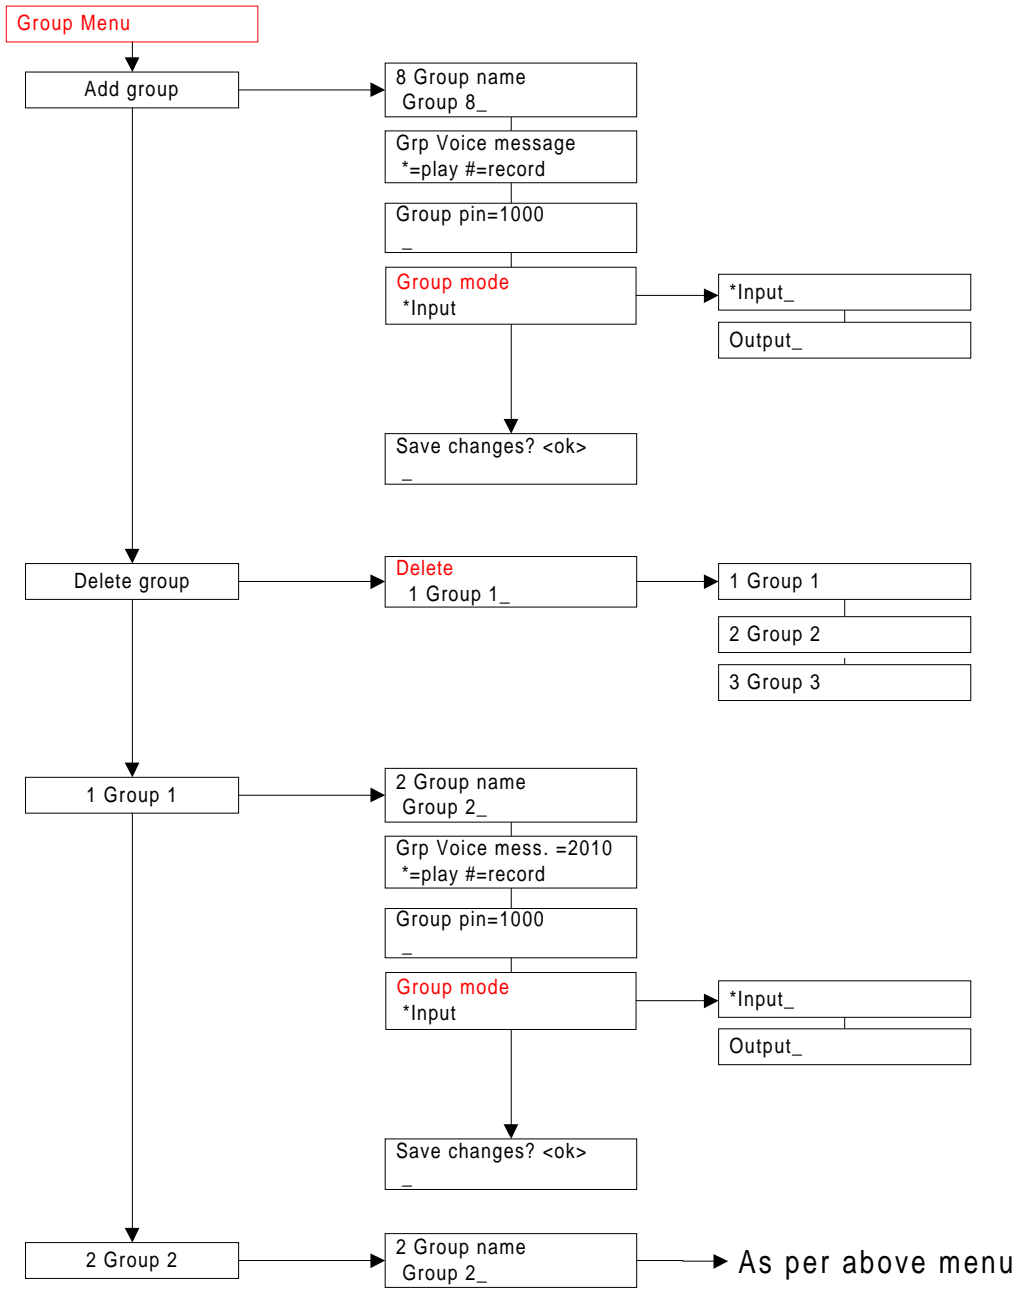 Group Menu
Add group
8 Group name
Group 8_
Grp Voice message
*=play #=record
Group pin=1000
_
Group mode
*Input
*Input_
Output_
Save changes? <ok>
_
Delete group
Delete
1 Group 1_
1 Group 1
2 Group 2
3 Group 3
1 Group 1
2 Group name
Group 2_
Grp Voice mess. =2010
*=play #=record
Group pin=1000
_
Group mode
*Input
*Input_
Output_
Save changes? <ok>
_
2 Group 2
2 Group name
Group 2_
As per above menu